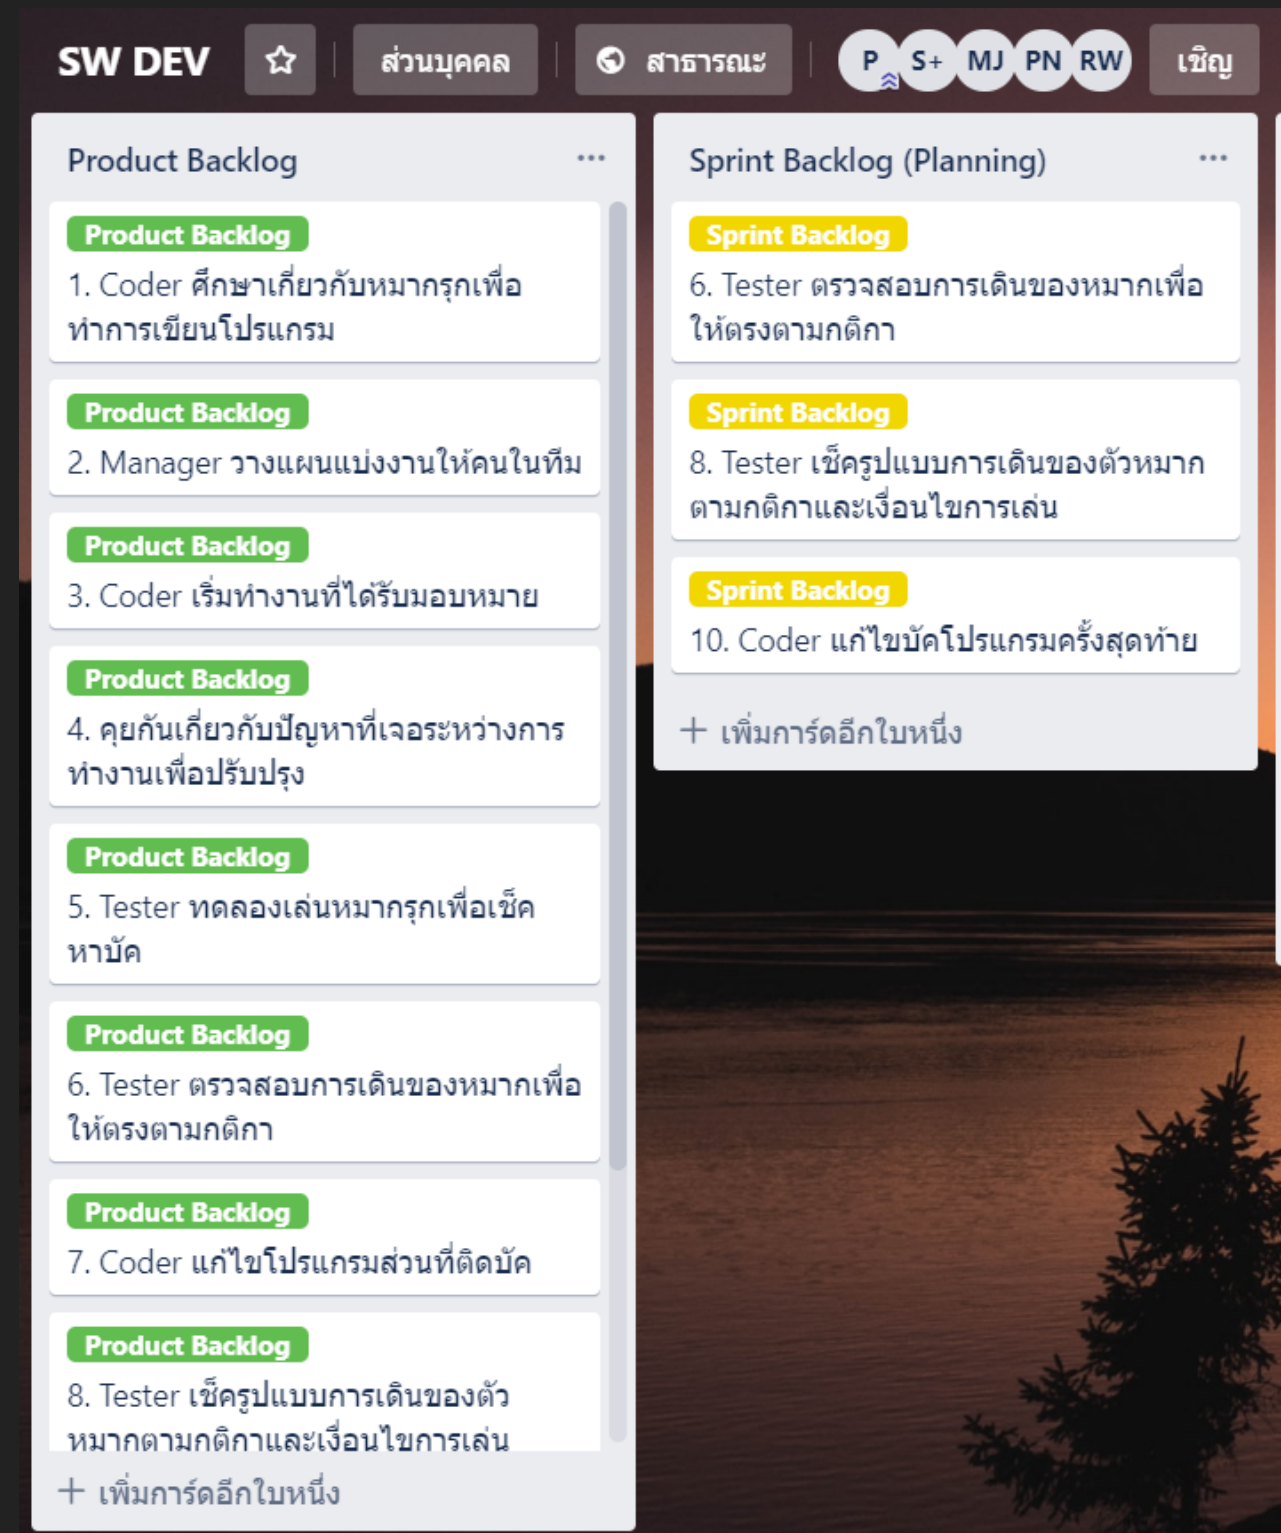 SW DEV
ส่วนบุคคล
สาธารณะ
P
S+
MJ
PN
RW
เชิญ
Product Backlog
Product Backlog
1. Coder ศึกษาเกี่ยวกับหมากรุกเพื่อ
ทำการเขียนโปรแกรม
Product Backlog
2. Manager วางแผนแบ่งงานให้คนในทีม
Product Backlog
3. Coder เริ่มทำงานที่ได้รับมอบหมาย
Product Backlog
4. คุยกันเกี่ยวกับปัญหาที่เจอระหว่างการ
ทำงานเพื่อปรับปรุง
Product Backlog
5. Tester ทดลองเล่นหมากรุกเพื่อเช็ค
หาบัค
Product Backlog
6. Tester ตรวจสอบการเดินของหมากเพื่อ
ให้ตรงตามกติกา
Product Backlog
7. Coder แก้ไขโปรแกรมส่วนที่ติดบัค
Product Backlog
8. Tester เช็ครูปแบบการเดินของตัว
หมากตามกติกาและเงื่อนไขการเล่น
+ เพิ่มการ์ดอีกใบหนึ่ง
Sprint Backlog (Planning)
Sprint Backlog
6. Tester ตรวจสอบการเดินของหมากเพื่อ
ให้ตรงตามกติกา
Sprint Backlog
8. Tester เช็ครูปแบบการเดินของตัวหมาก
ตามกติกาและเงื่อนไขการเล่น
Sprint Backlog
10. Coder แก้ไขบัคโปรแกรมครั้งสุดท้าย
+ เพิ่มการ์ดอีกใบหนึ่ง